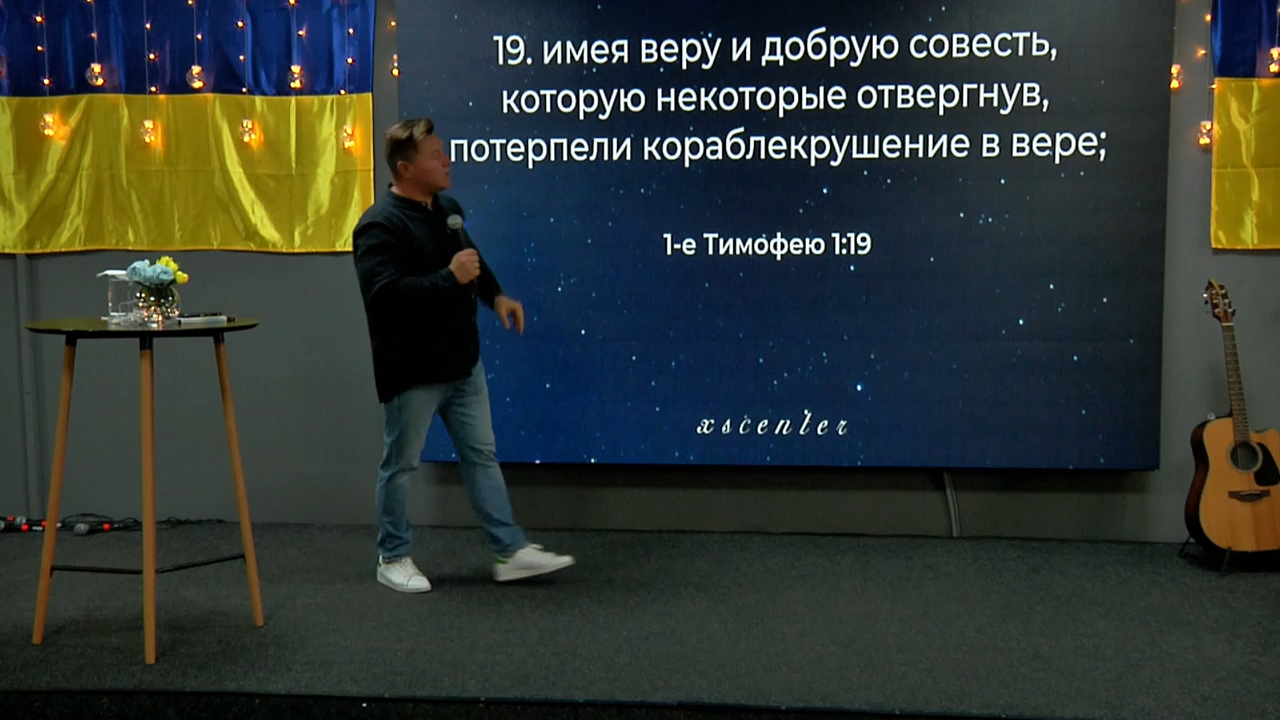 19. имея веру и добрую совесть,
которую некоторые отвергнув,
потерпели кораблекрушение в вере;
1-е Тимофею 1:19
xscenter